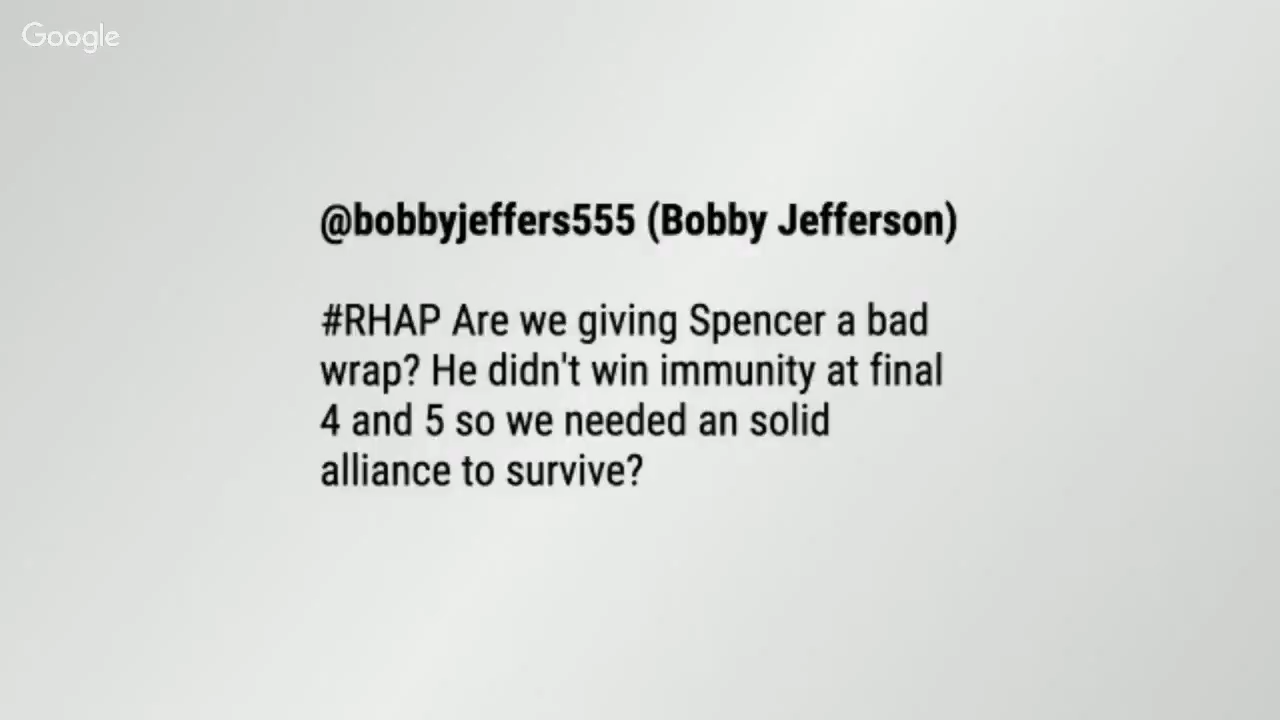 Google
@bobbyjeffers555 (Bobby Jefferson)
#RHAP Are we giving Spencer a bad
wrap? He didn't win immunity at final
4 and 5 so we needed an solid
alliance to survive?